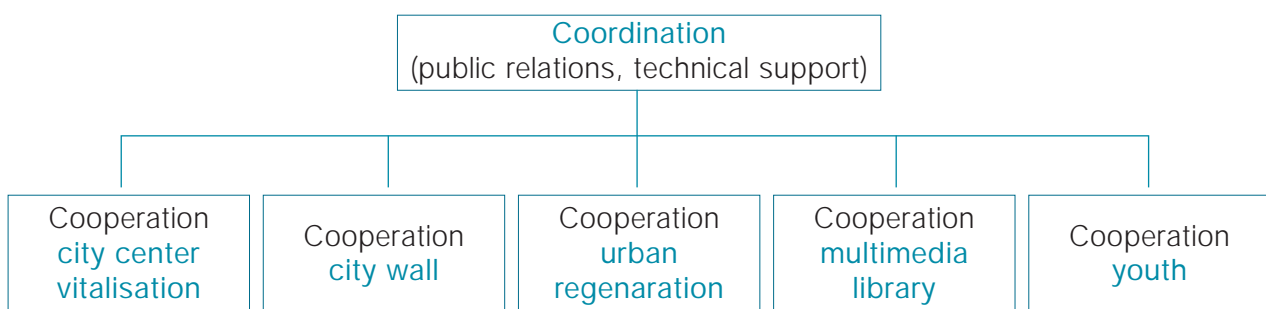 Coordination
(public relations, technical support)
Cooperation
city center
vitalisation
Cooperation
city wall
Cooperation
urban
regenaration
Cooperation
multimedia
library
Cooperation
youth